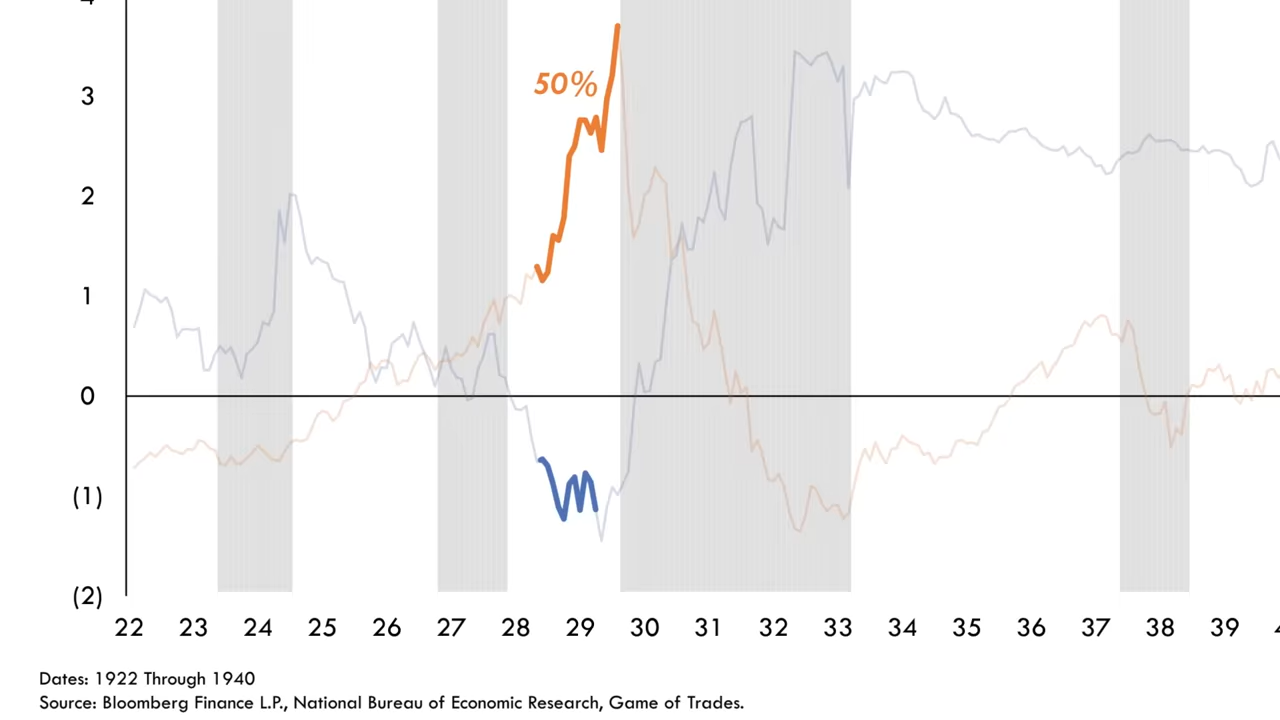 4
50%
3
2
1
0
(1)
(2)
22 23 24 25 26 27 28 29 30 31 32 33 34 35 36 37 38 39
Dates: 1922 Through 1940
Source: Bloomberg Finance L.P., National Bureau of Economic Research, Game of Trades.